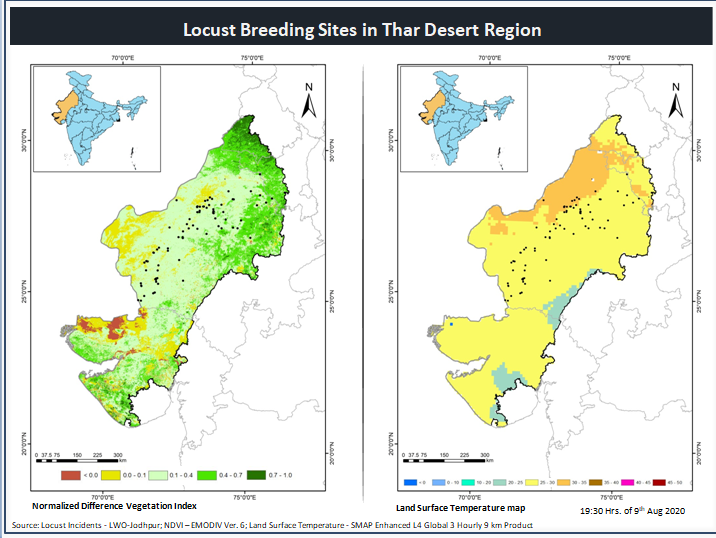 Locust Breeding Sites in Thar Desert Region
70°0'0"E 75°0'0"E
N
30°0'0"N 30°0'0"N
25°0'0"N 25°0'0"N
20°0'0"N 20°0'0"N
0 37.5 75 150 225 300
km
< 0.0 0.0 - 0.1 0.1 - 0.4 0.4 - 0.7 0.7 - 1.0
70°0'0"E 75°0'0"E
Normalized Difference Vegetation Index
70°0'0"E 75°0'0"E
N
30°0'0"N 30°0'0"N
25°0'0"N 25°0'0"N
20°0'0"N 20°0'0"N
0 37.5 75 150 225 300
km
< 0 0 - 10 10 - 20 20 - 25 25 - 30 30 - 35 35 - 40 40 - 45 45 - 50
70°0'0"E 75°0'0"E
Land Surface Temperature map
19:30 Hrs. of 9th Aug 2020
Source: Locust Incidents - LWO-Jodhpur; NDVI – EMODIV Ver. 6; Land Surface Temperature - SMAP Enhanced L4 Global 3 Hourly 9 km Product